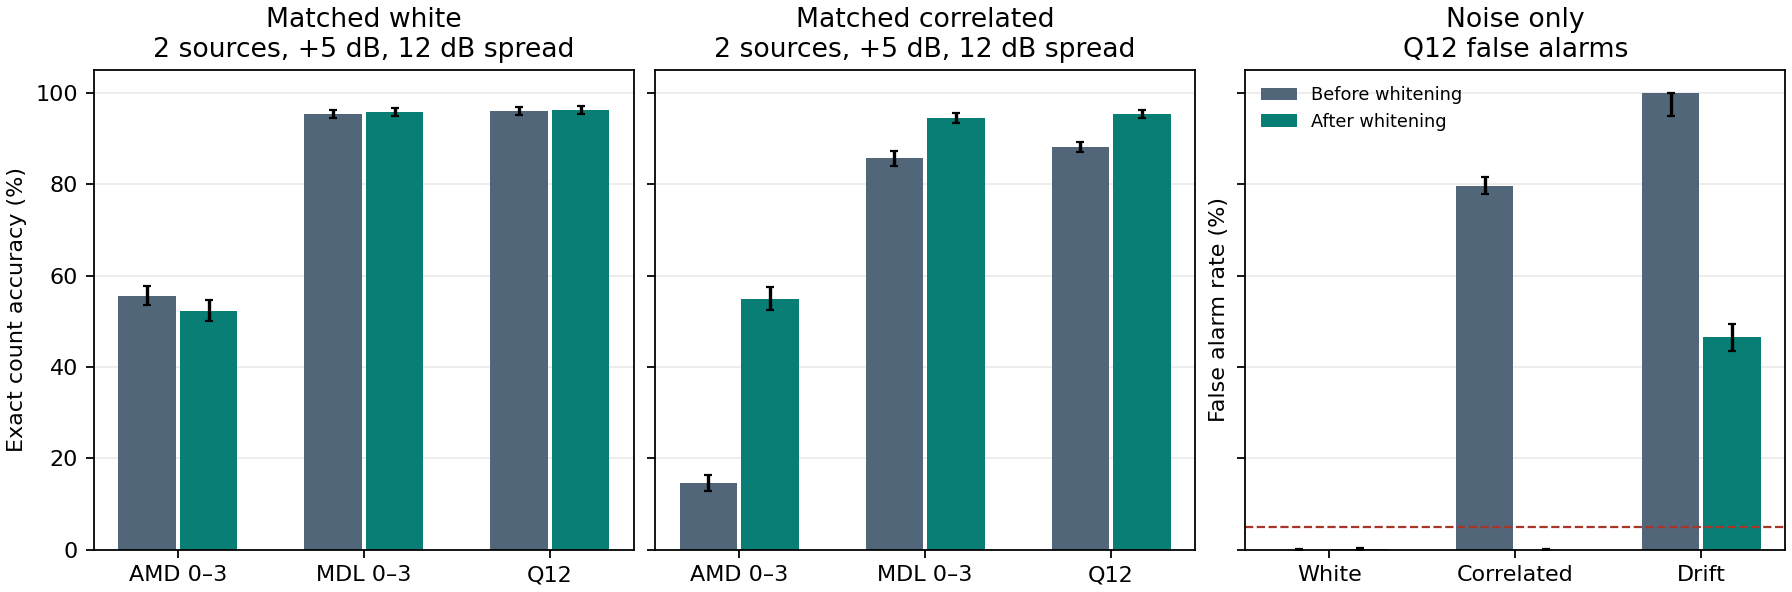 Matched white
2 sources, +5 dB, 12 dB spread
Matched correlated
2 sources, +5 dB, 12 dB spread
Noise only
Q12 false alarms
Exact count accuracy (%)
100
80
60
40
20
0
AMD 0–3
MDL 0–3
Q12
AMD 0–3
MDL 0–3
Q12
False alarm rate (%)
Before whitening
After whitening
White
Correlated
Drift